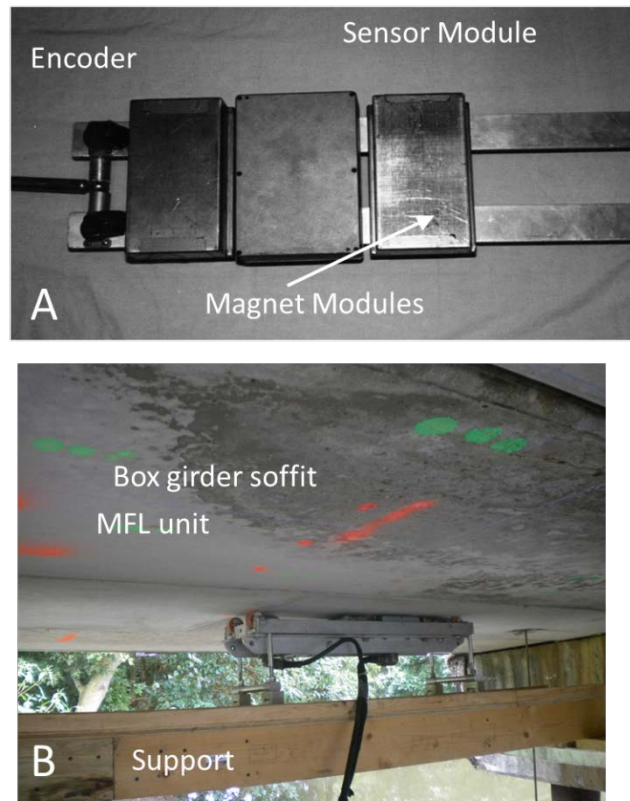 Sensor Module
Encoder
Magnet Modules
A
Box girder soffit
MFL unit
B
Support